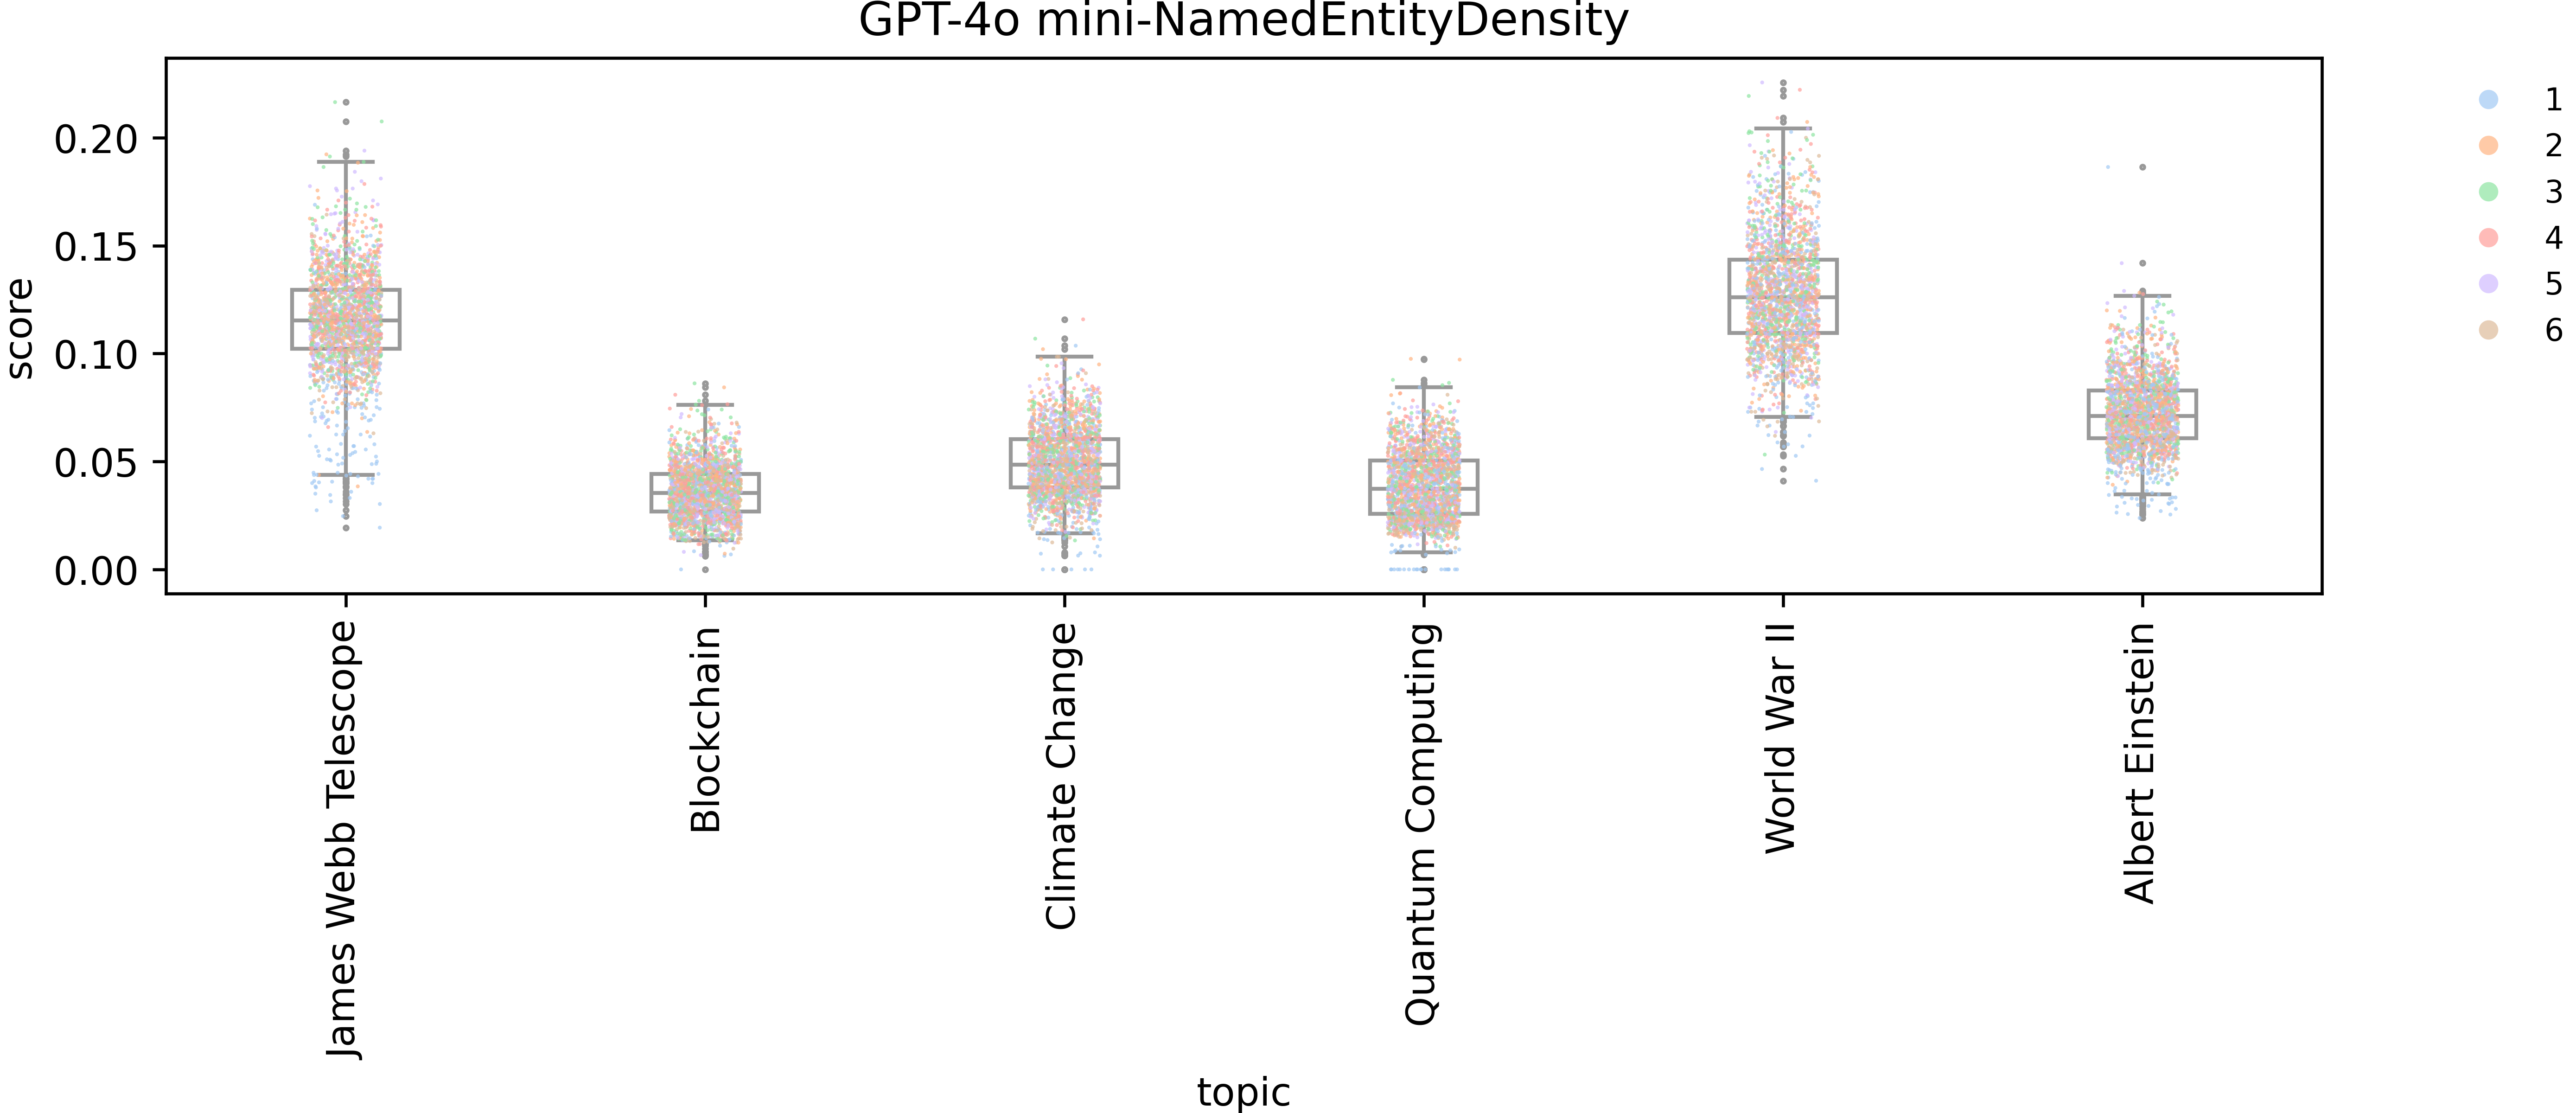 GPT-4o mini-NamedEntityDensity
score
0.20
0.15
0.10
0.05
0.00
James Webb Telescope
Blockchain
Climate Change
Quantum Computing
World War II
Albert Einstein
topic
1
2
3
4
5
6